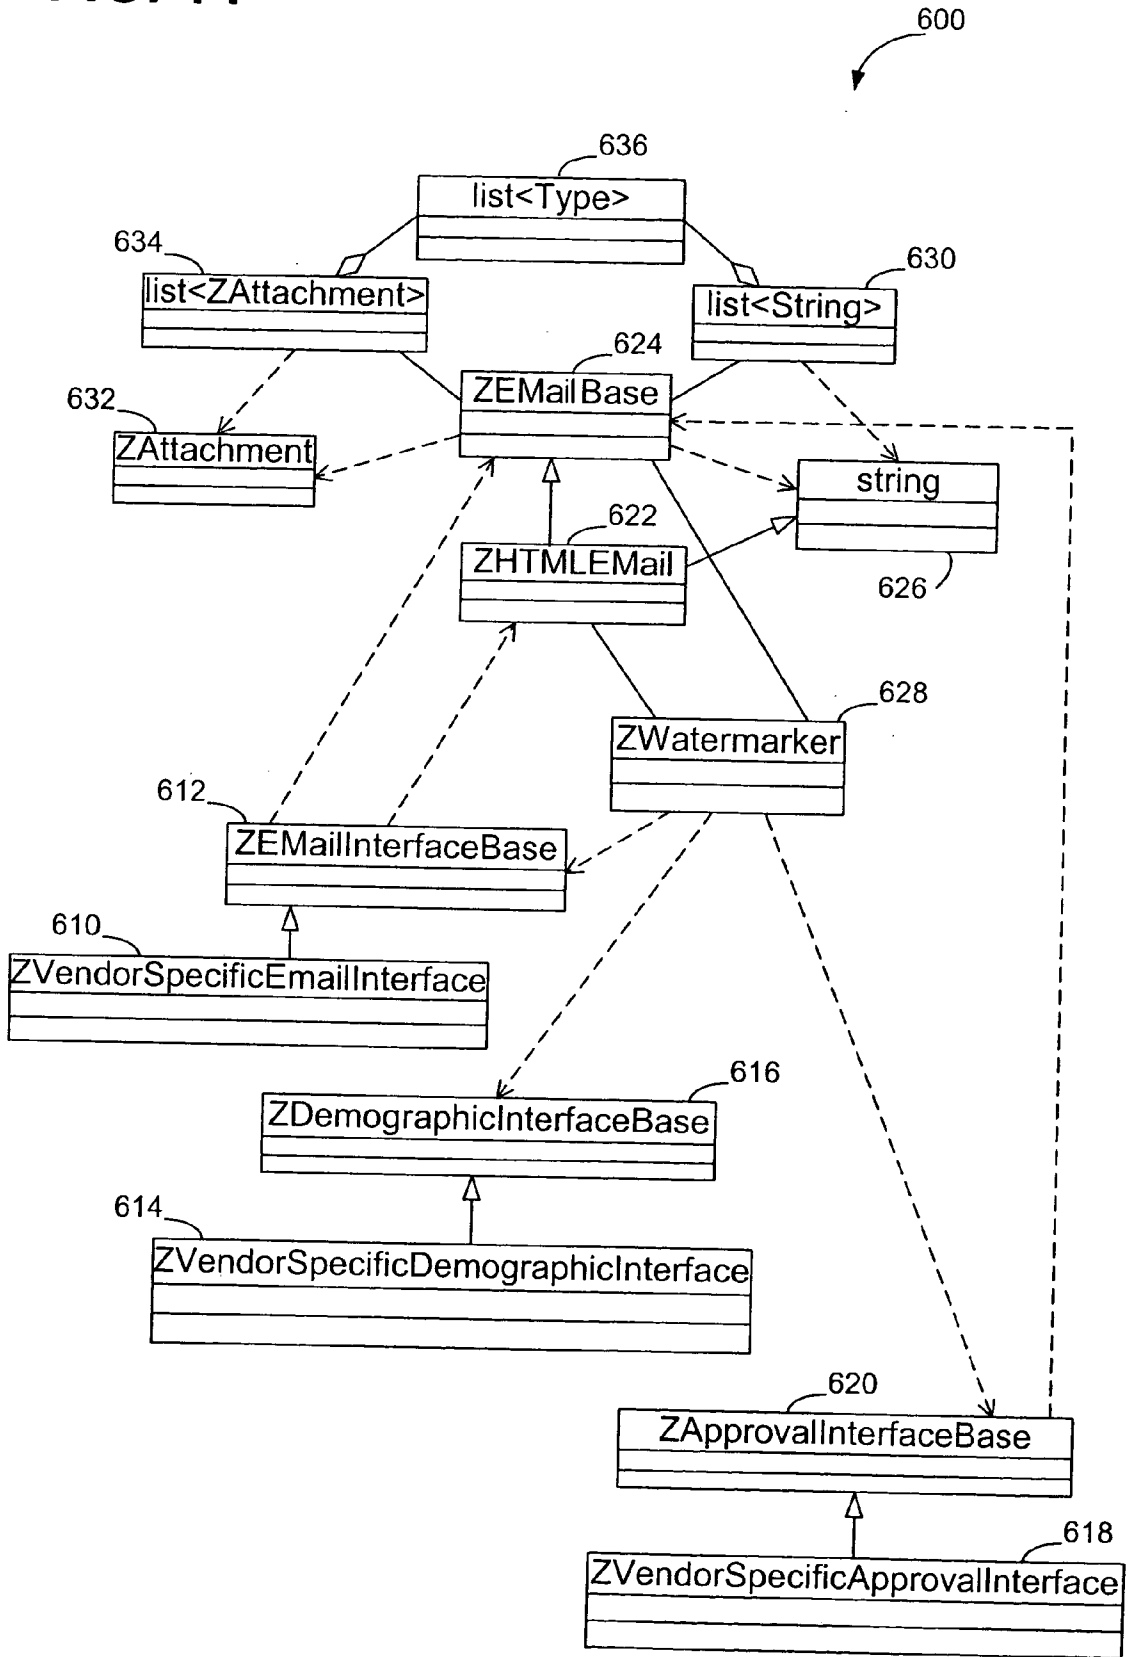 600
636
list<Type>
634
630
list<ZAttachment>
list<String>
624
ZEMailBase
632
ZAttachment
string
622
ZHTMLEMail
626
628
ZWatermarker
612
ZEMailInterfaceBase
610
ZVendorSpecificEmailInterface
616
ZDemographicInterfaceBase
614
ZVendorSpecificDemographicInterface
620
ZApprovalInterfaceBase
618
ZVendorSpecificApprovalInterface